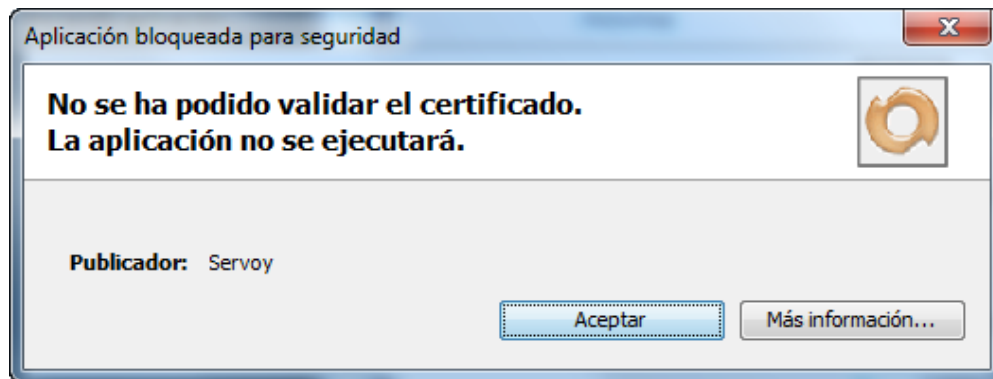 Aplicación bloqueada para seguridad
No se ha podido validar el certificado.
La aplicación no se ejecutará.
Publicador: Servoy
Aceptar
Más información...